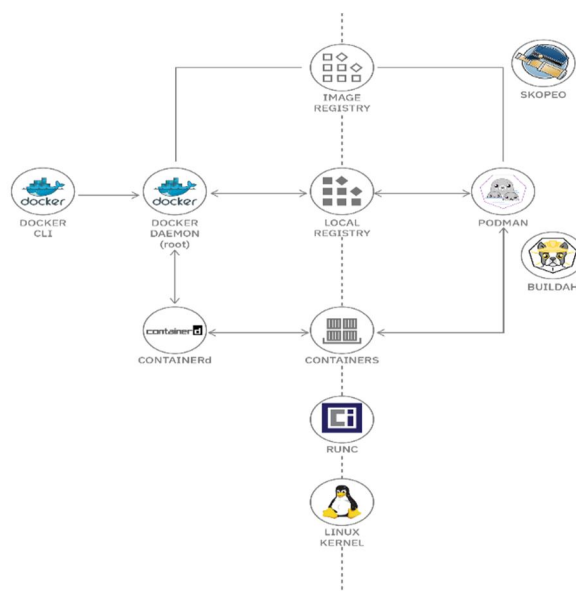 IMAGE
REGISTRY
SKOPEO
docker
DOCKER
CLI
docker
DOCKER
DAEMON
(root)
LOCAL
REGISTRY
PODMAN
BUILDAH
containerd
CONTAINERd
CONTAINERS
Ci
RUNC
LINUX
KERNEL